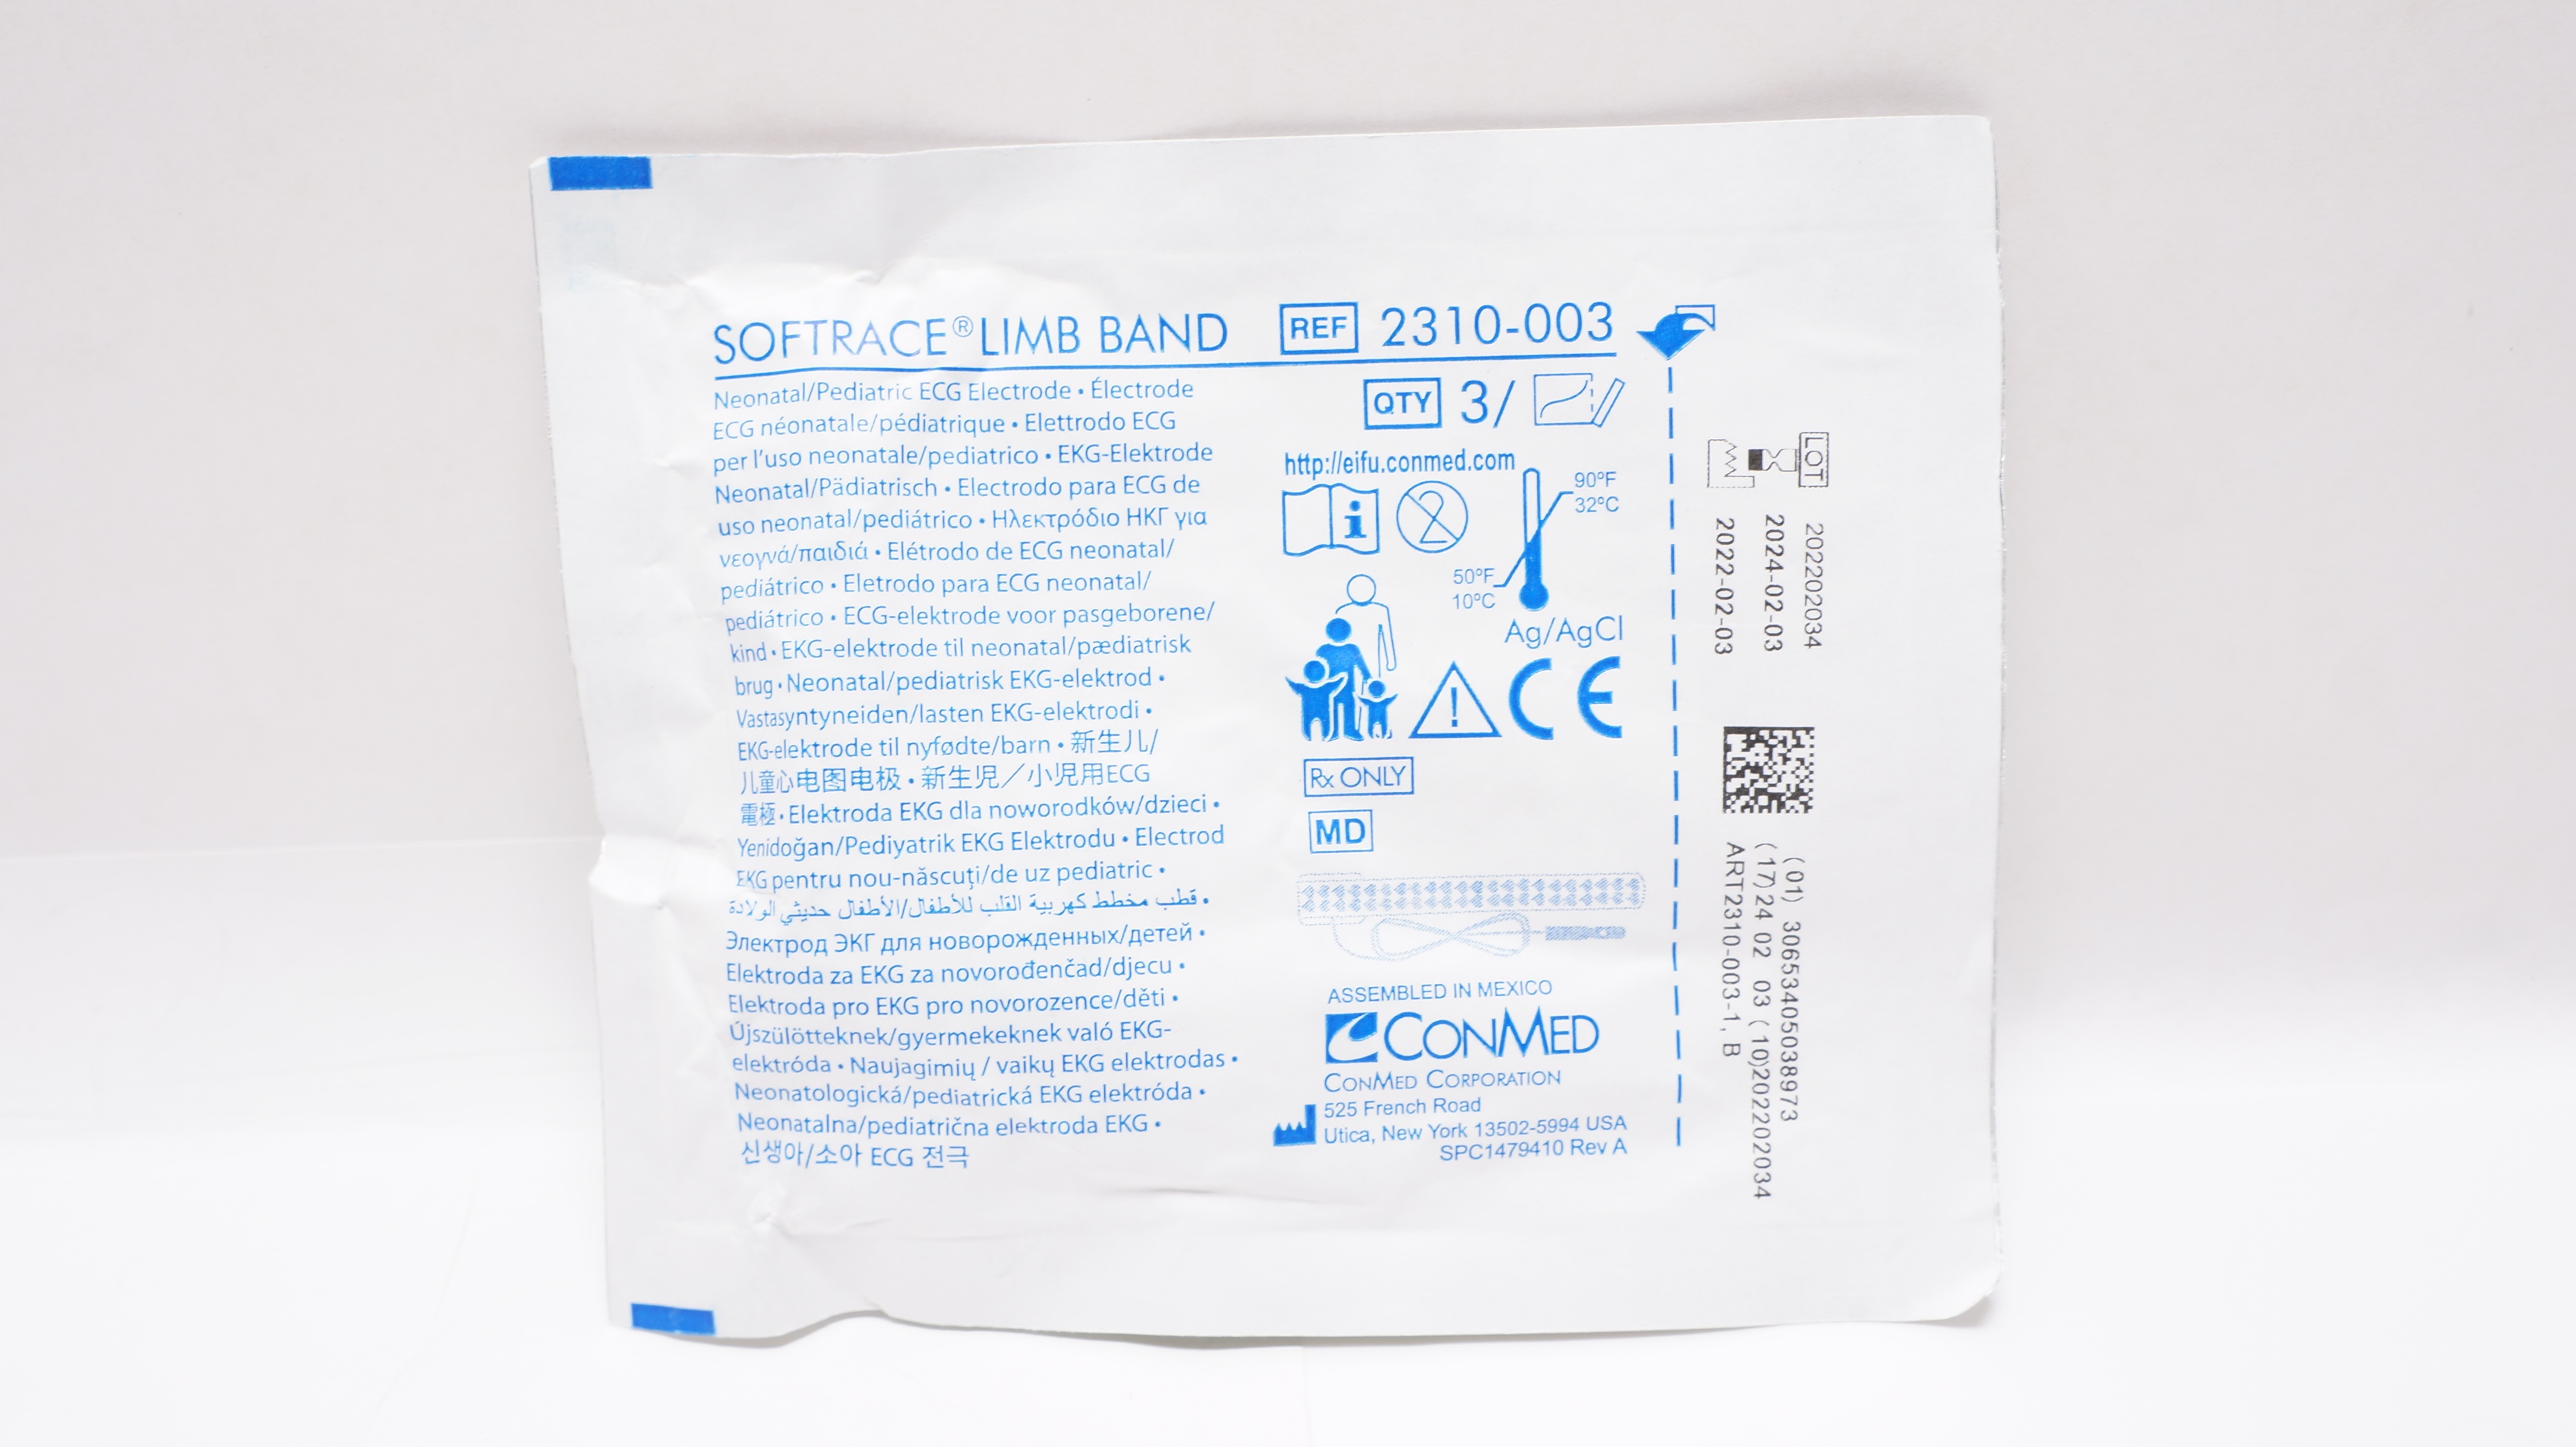 SOFTRACE® LIMB BAND
REF 2310-003
Neonatal/Pediatric ECG Electrode • Électrode
ECG néonatale/pédiatrique • Elettrodo ECG
per l'uso neonatale/pediatrico • EKG-Elektrode
Neonatal/Pädiatrisch • Electrodo para ECG de
uso neonatal/pediátrico • Ηλεκτρόδιο ΗΚΓ για
νεογνά/παιδιά • Elétrodo de ECG neonatal/
pediátrico • Eletrodo para ECG neonatal/
pediátrico • ECG-elektrode voor pasgeborene/
kind • EKG-elektrode til neonatal/pædiatrisk
brug • Neonatal/pediatrisk EKG-elektrod •
Vastasyntyneiden/lasten EKG-elektrodi •
EKG-elektrode til nyfødte/barn • 新生儿/
儿童心电图电极 • 新生児／小児用ECG
電極 • Elektroda EKG dla noworodków/dzieci •
Yenidoğan/Pediyatrik EKG Elektrodu • Electrod
EKG pentru nou-născuți/de uz pediatric •
قطب مخطط كهربية القلب للأطفال/الأطفال حديثي الولادة •
Электрод ЭКГ для новорожденных/детей •
Elektroda za EKG za novorođenčad/djecu •
Elektroda pro EKG pro novorozence/děti •
Újszülötteknek/gyermekeknek való EKG-
elektróda • Naujagimių / vaikų EKG elektrodas •
Neonatologická/pediatrická EKG elektróda •
Neonatalna/pediatrična elektroda EKG •
신생아/소아 ECG 전극
QTY 3/
http://eifu.conmed.com
i
2
90°F
32°C
50°F
10°C
Ag/AgCl
!
CE
Rx ONLY
MD
ASSEMBLED IN MEXICO
CONMED
CONMED CORPORATION
525 French Road
Utica, New York 13502-5994 USA
SPC1479410 Rev A
LOT 202202034
2024-02-03
2022-02-03
(01) 30653405038973
(17)24 02 03 (10)202202034
ART2310-003-1, B